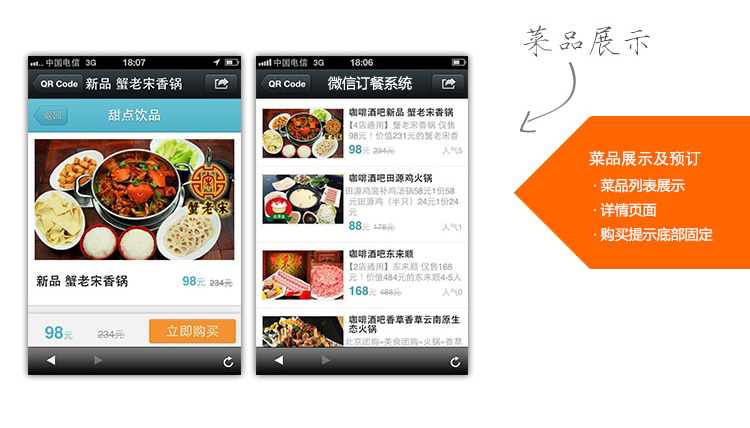 菜品展示
中国电信 3G 18:07
QR Code 新品 蟹老宋香锅
返回 甜点饮品
蟹老宋
新品 蟹老宋香锅 98元 234元
98元 234元 立即购买
中国电信 3G 18:06
QR Code 微信订餐系统
咖啡酒吧新品 蟹老宋香锅
【4店通用】蟹老宋香锅 仅售
98元！价值231元的蟹老宋香
98元 234元 人气5
咖啡酒吧田源鸡火锅
田源鸡滋补鸡汤锅58元1份58
元田源鸡（半只）24元1份24
元
88元 178元 人气1
咖啡酒吧东来顺
【2店通用】东来顺 仅售168
元！价值484元的东来顺4-5人
168元 488元 人气0
咖啡酒吧香草香草云南原生
态火锅
北京团购»美食团购»火锅»香草
菜品展示及预订
· 菜品列表展示
· 详情页面
· 购买提示底部固定